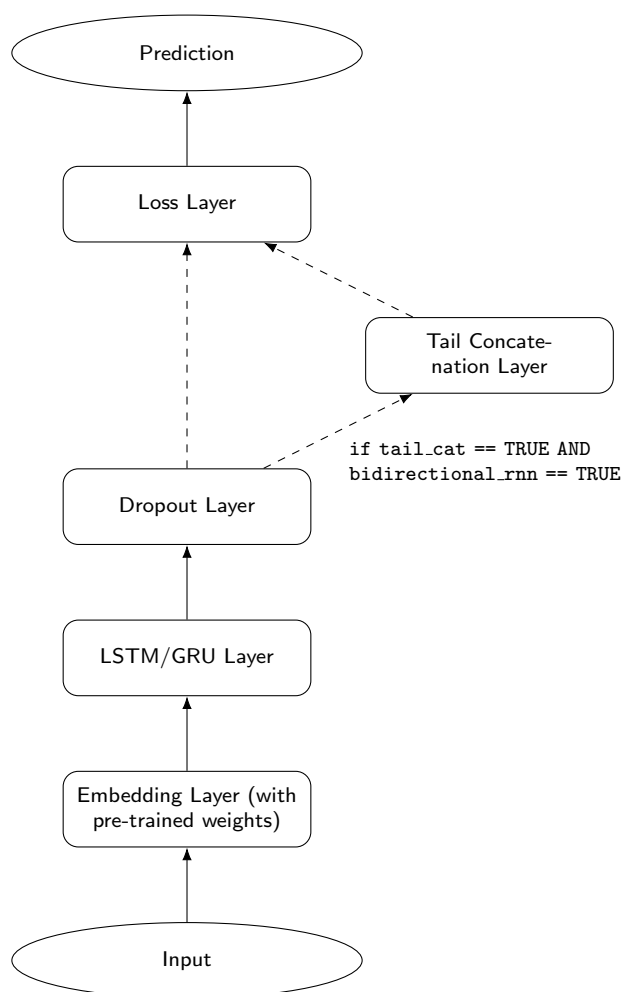 Prediction
Loss Layer
Tail Concate-
nation Layer
if tail_cat == TRUE AND
bidirectional_rnn == TRUE
Dropout Layer
LSTM/GRU Layer
Embedding Layer (with
pre-trained weights)
Input